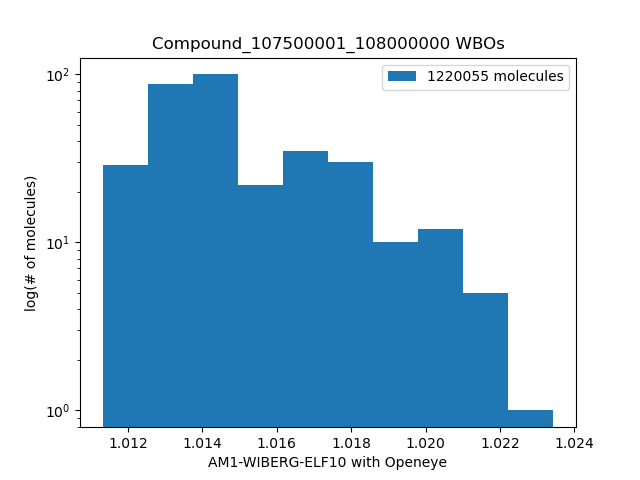 Compound_107500001_108000000 WBOs
1220055 molecules
log(# of molecules)
10²
10¹
10⁰
1.012 1.014 1.016 1.018 1.020 1.022 1.024
AM1-WIBERG-ELF10 with Openeye